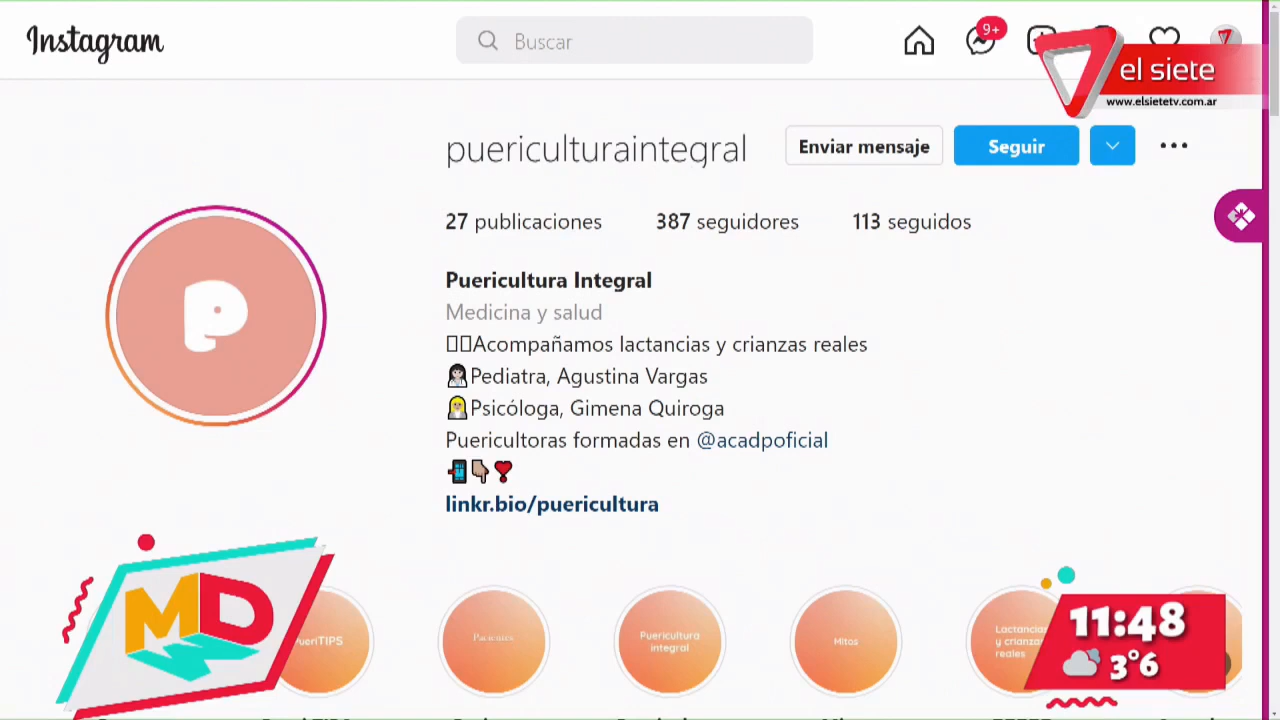 Instagram
Buscar
9+
el siete
www.elsietetv.com.ar
puericulturaintegral
Enviar mensaje
Seguir
27 publicaciones 387 seguidores 113 seguidos
Puericultura Integral
Medicina y salud
Acompañamos lactancias y crianzas reales
Pediatra, Agustina Vargas
Psicóloga, Gimena Quiroga
Puericultoras formadas en @acadpoficial
linkr.bio/puericultura
P
MD
PueriTIPS
Pacientes
Puericultura
integral
Mitos
Lactancias
y crianzas
reales
11:48
3°6